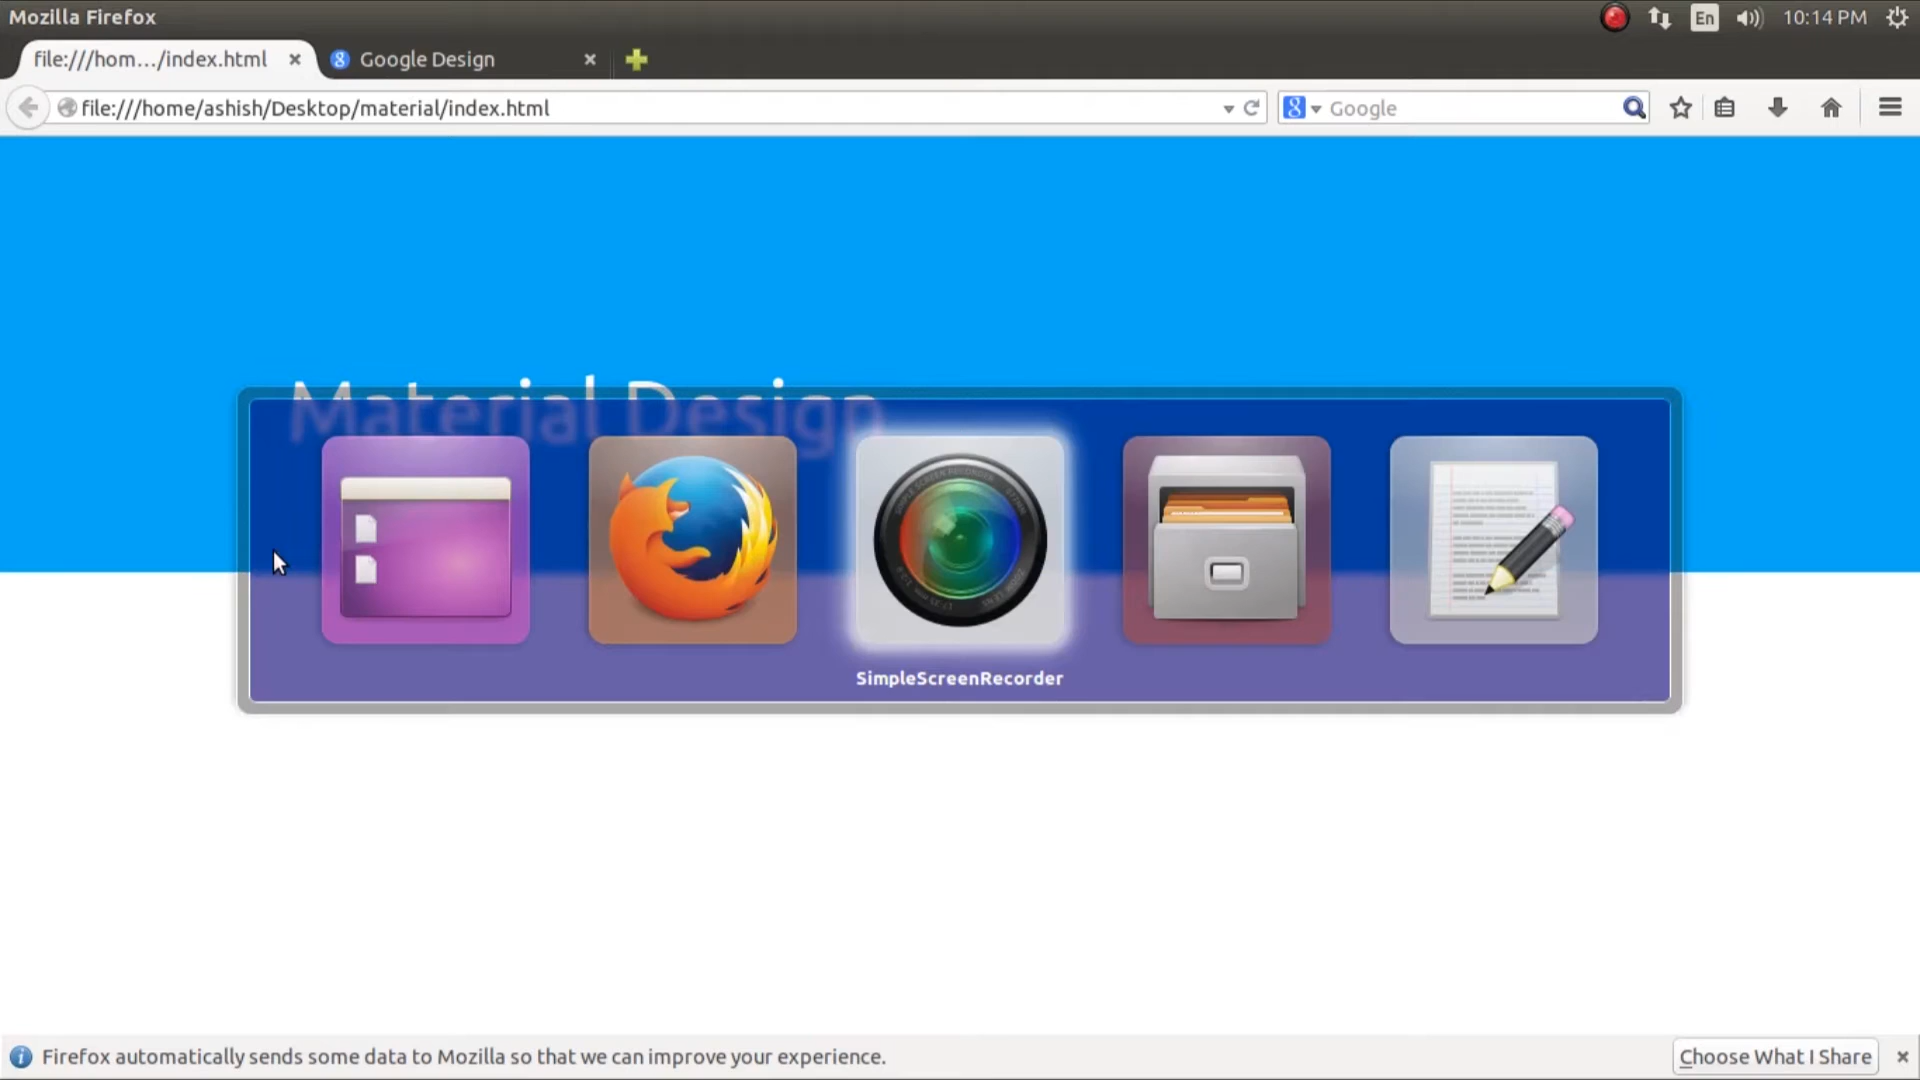 Mozilla Firefox
En
10:14 PM
file:///hom.../index.html
Google Design
file:///home/ashish/Desktop/material/index.html
Google
Material Design
SimpleScreenRecorder
Firefox automatically sends some data to Mozilla so that we can improve your experience.
Choose What I Share